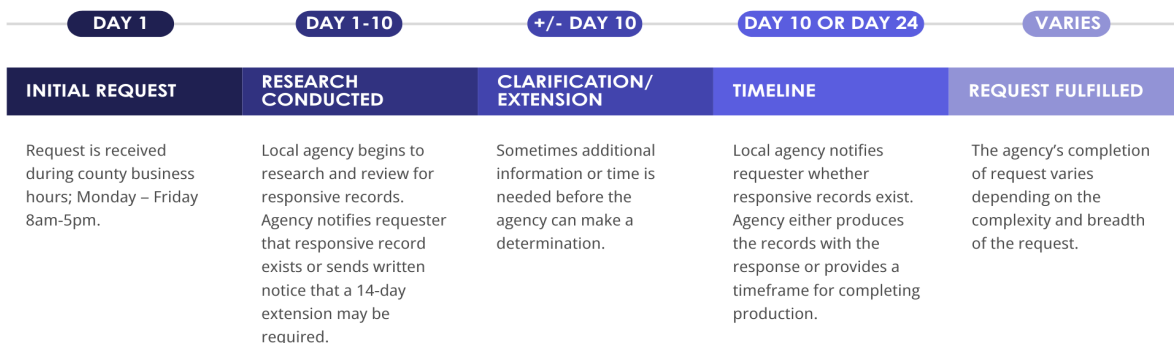 DAY 1
DAY 1-10
+/- DAY 10
DAY 10 OR DAY 24
VARIES
INITIAL REQUEST
RESEARCH
CONDUCTED
CLARIFICATION/
EXTENSION
TIMELINE
REQUEST FULFILLED
Request is received
during county business
hours; Monday – Friday
8am-5pm.
Local agency begins to
research and review for
responsive records.
Agency notifies requester
that responsive record
exists or sends written
notice that a 14-day
extension may be
required.
Sometimes additional
information or time is
needed before the
agency can make a
determination.
Local agency notifies
requester whether
responsive records exist.
Agency either produces
the records with the
response or provides a
timeframe for completing
production.
The agency’s completion
of request varies
depending on the
complexity and breadth
of the request.